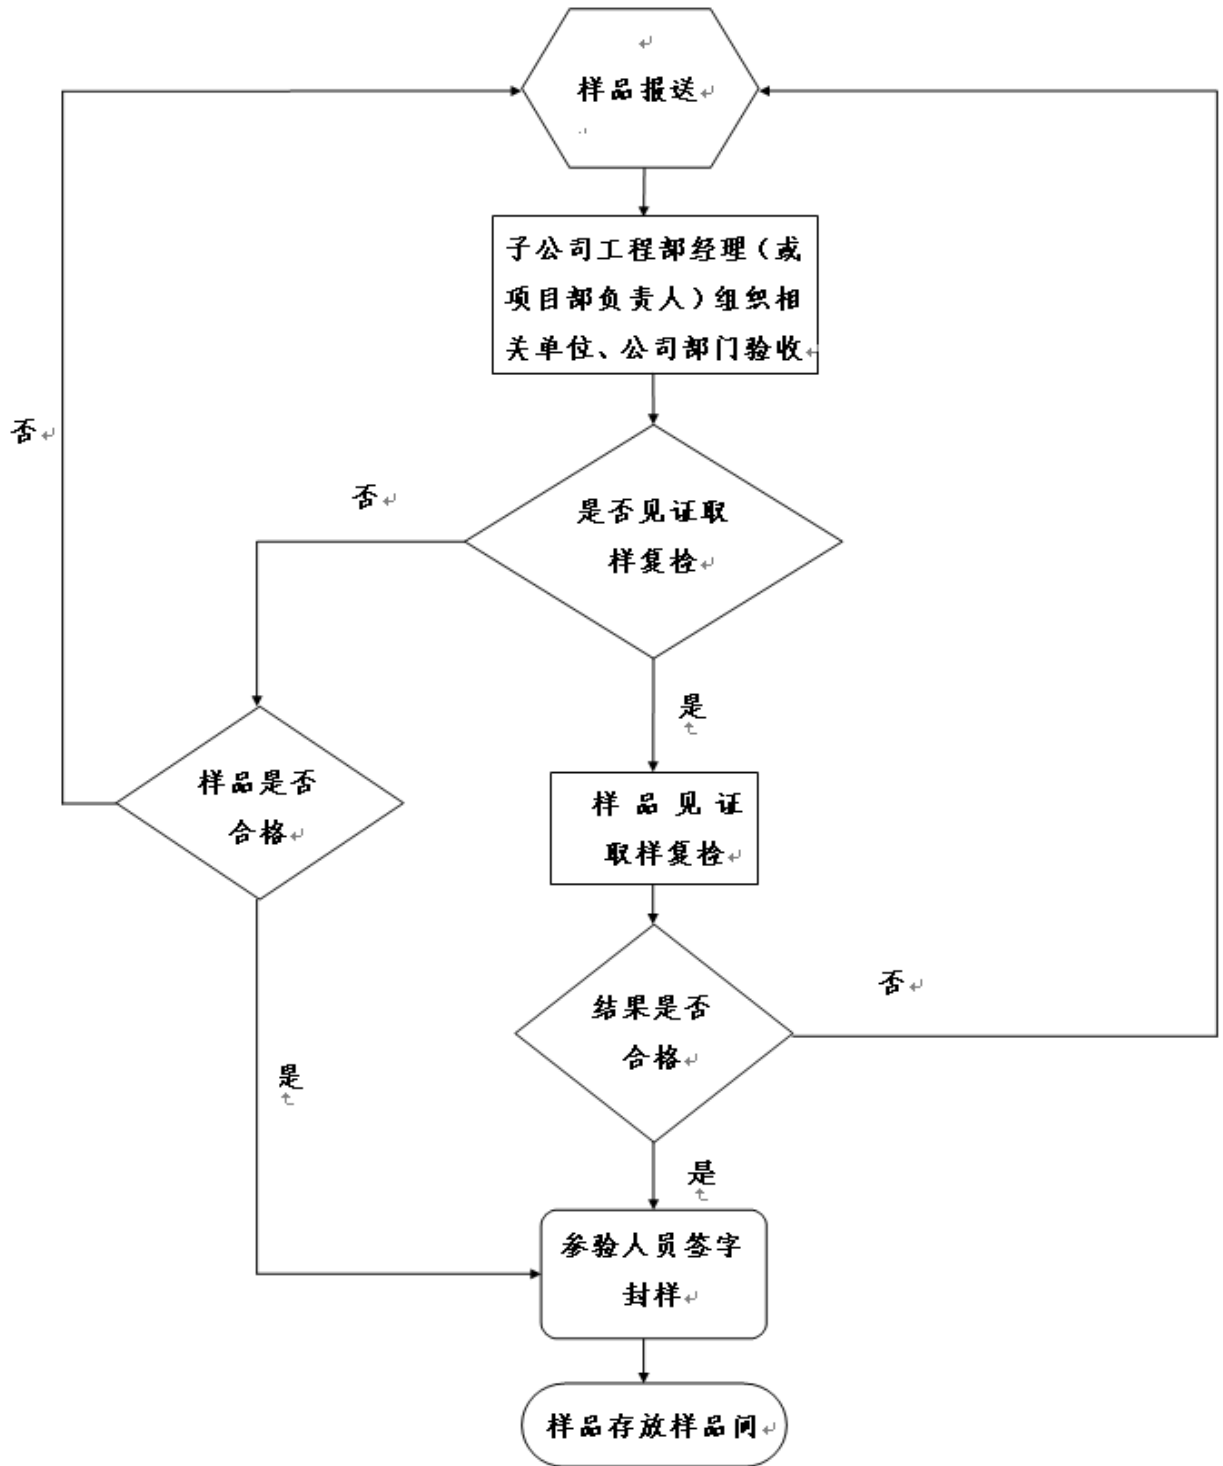 样品报送
子公司工程部经理（或
项目部负责人）组织相
关单位、公司部门验收
否
否
是否见证取
样复检
是
样品是否
合格
样品见证
取样复检
否
结果是否
合格
是
是
参验人员签字
封样
样品存放样品间